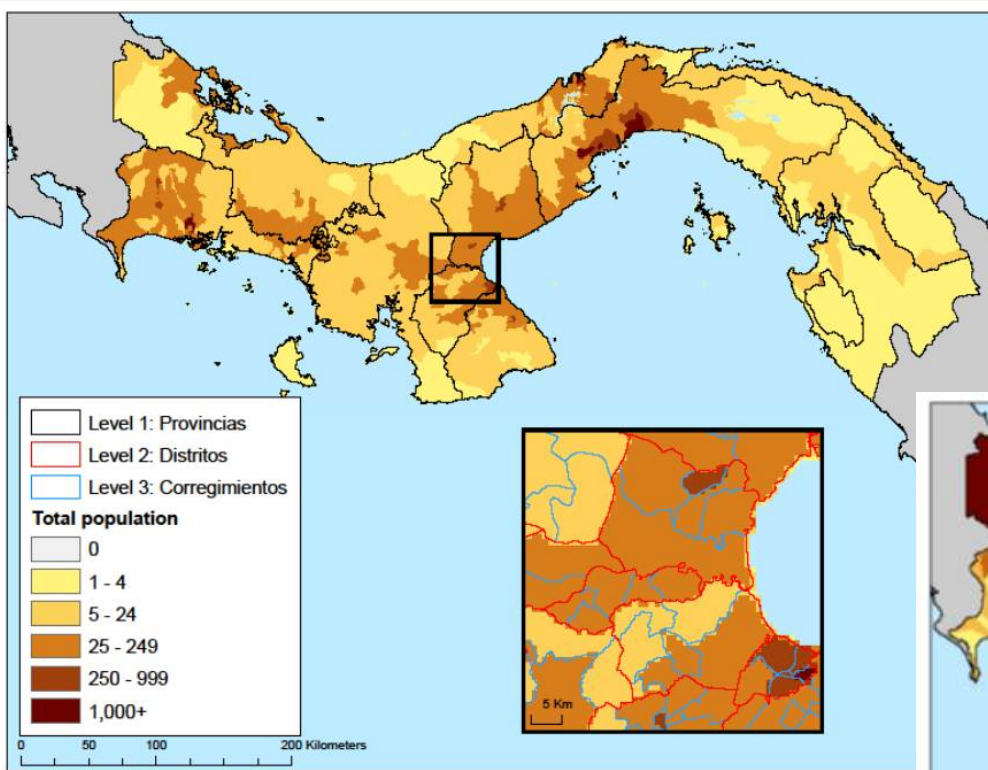 Level 1: Provincias
Level 2: Distritos
Level 3: Corregimientos
Total population
0
1 - 4
5 - 24
25 - 249
250 - 999
1,000+
0 50 100 200 Kilometers
5 Km